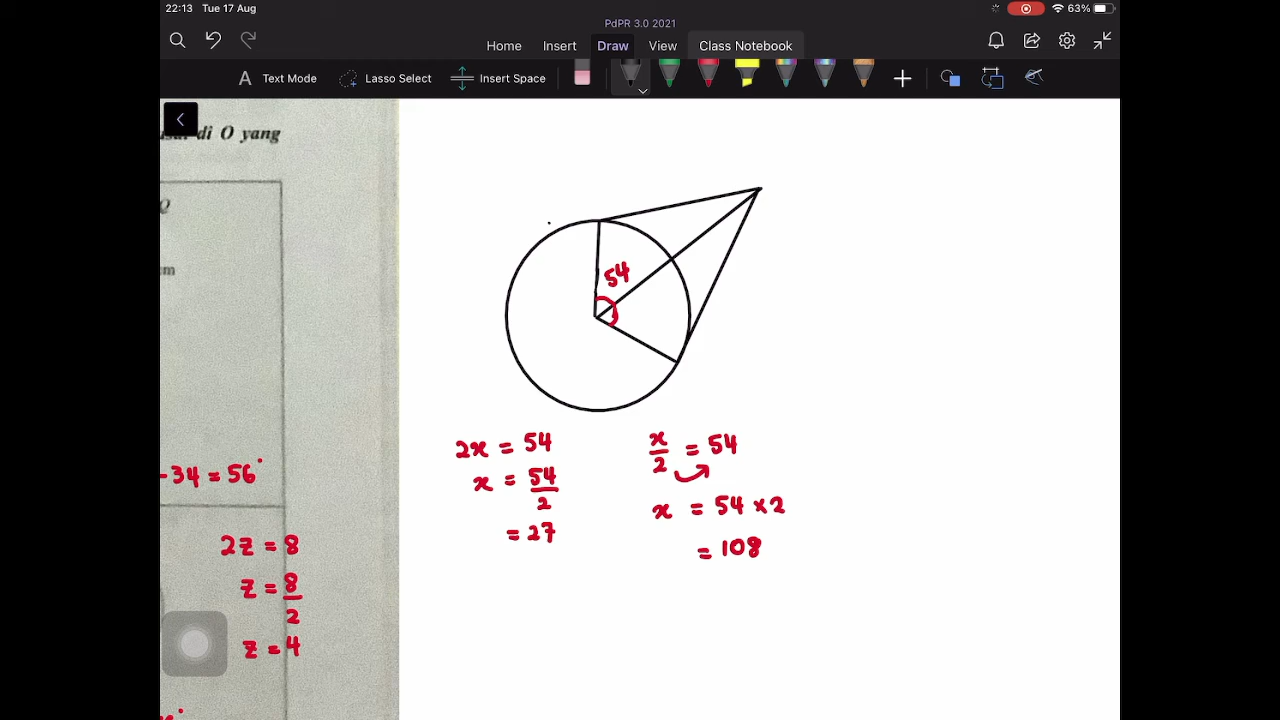 22:13 Tue 17 Aug
63%
PdPR 3.0 2021
Home Insert Draw View Class Notebook
Text Mode Lasso Select Insert Space
di O yang
Q
54
-34 = 56°
2z = 8
z = 8/2
z = 4
2x = 54
x = 54/2
= 27
x/2 = 54
x = 54 × 2
= 108